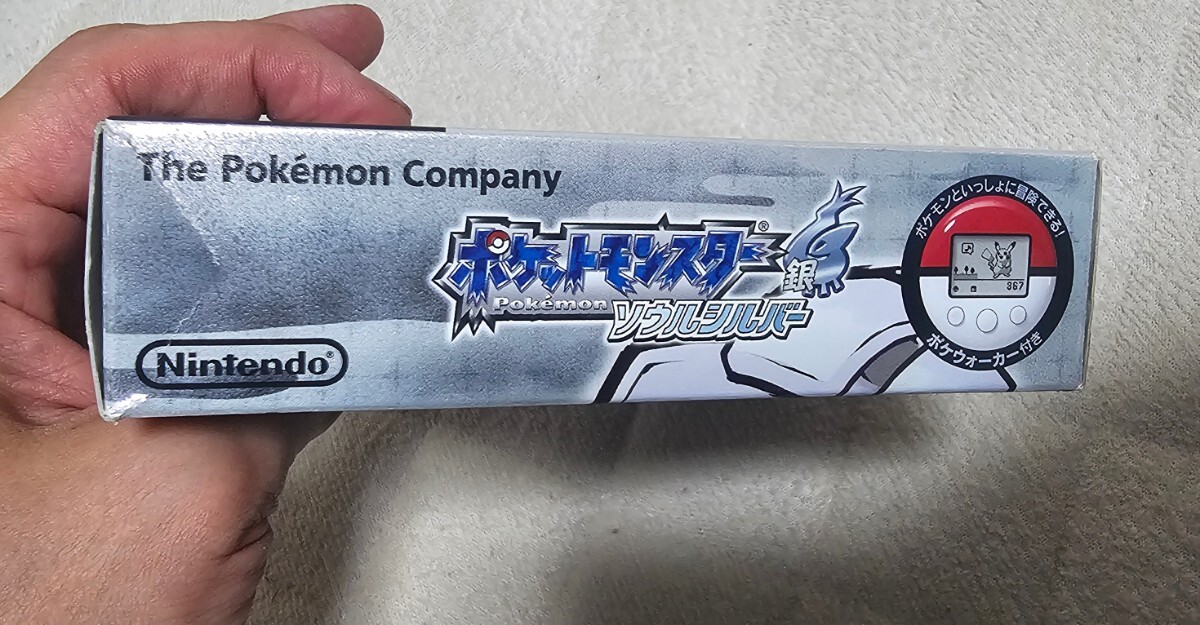 The Pokémon Company
ポケットモンスター®
銀
Pokémon
ソウルシルバー
Nintendo®
ポケモンといっしょに冒険できる!
367
ポケウォーカー付き